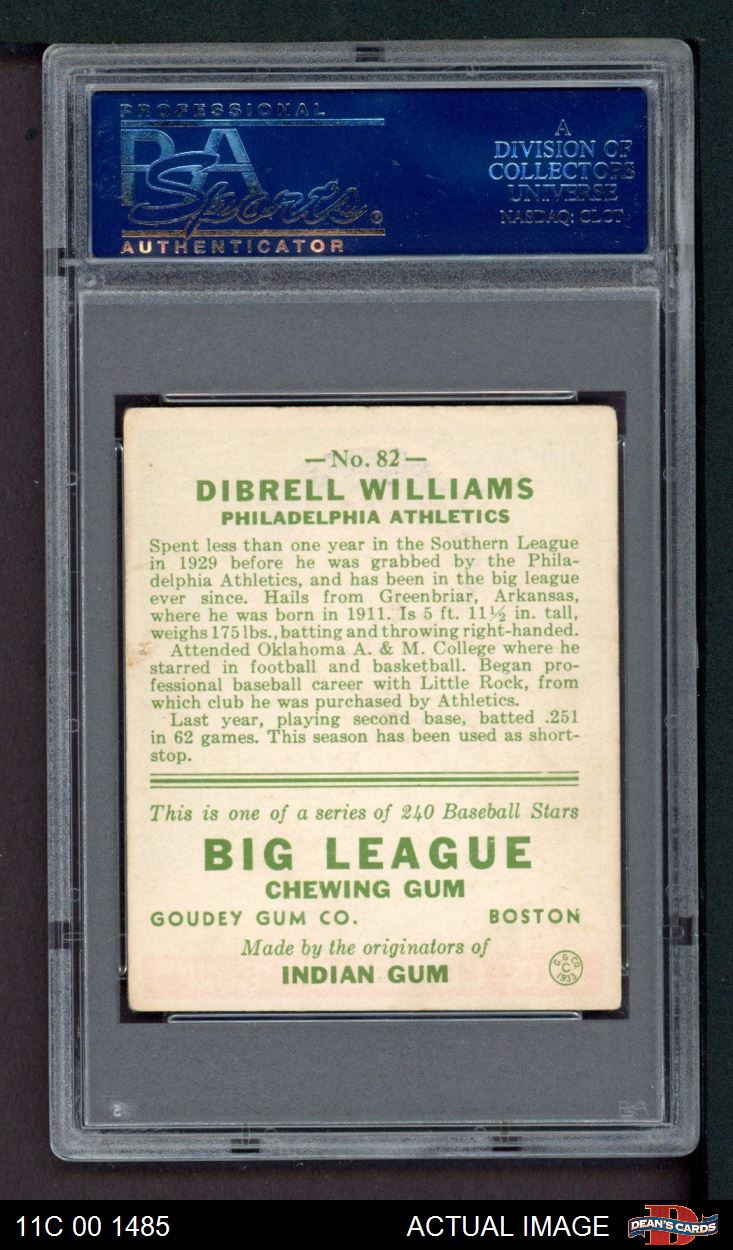 PROFESSIONAL
PSA
Sports®
AUTHENTICATOR
A
DIVISION OF
COLLECTORS
UNIVERSE
NASDAQ: CLCT
—No. 82—
DIBRELL WILLIAMS
PHILADELPHIA ATHLETICS
Spent less than one year in the Southern League
in 1929 before he was grabbed by the Phila-
delphia Athletics, and has been in the big league
ever since. Hails from Greenbriar, Arkansas,
where he was born in 1911. Is 5 ft. 11½ in. tall,
weighs 175 lbs., batting and throwing right-handed.
Attended Oklahoma A. & M. College where he
starred in football and basketball. Began pro-
fessional baseball career with Little Rock, from
which club he was purchased by Athletics.
Last year, playing second base, batted .251
in 62 games. This season has been used as short-
stop.
This is one of a series of 240 Baseball Stars
BIG LEAGUE
CHEWING GUM
GOUDEY GUM CO. BOSTON
Made by the originators of
INDIAN GUM
G. G. CO.
C
1933
11C 00 1485 ACTUAL IMAGE DEAN'S CARDS